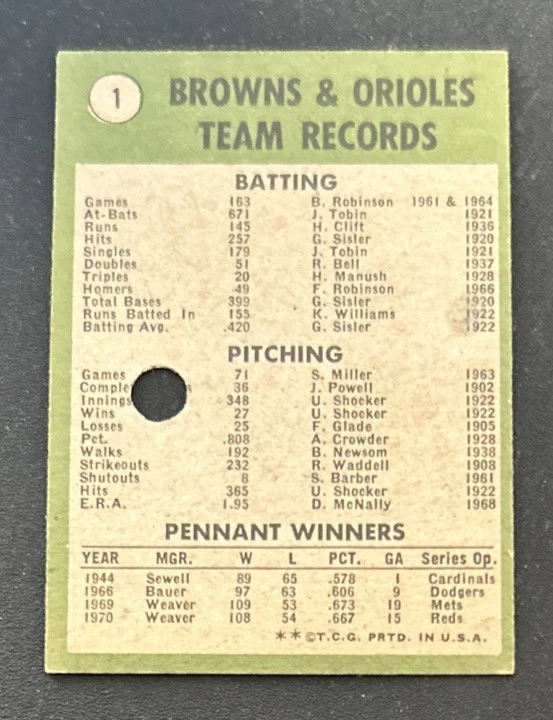 1
BROWNS & ORIOLES
TEAM RECORDS
BATTING
Games 163 B. Robinson 1961 & 1964
At-Bats 671 J. Tobin 1921
Runs 145 H. Clift 1936
Hits 257 G. Sisler 1920
Singles 179 J. Tobin 1921
Doubles 51 R. Bell 1937
Triples 20 H. Manush 1928
Homers 49 F. Robinson 1966
Total Bases 399 G. Sisler 1920
Runs Batted In 155 K. Williams 1922
Batting Avg. .420 G. Sisler 1922
PITCHING
Games 71 S. Miller 1963
36 J. Powell 1902
Innings 348 U. Shocker 1922
Wins 27 U. Shocker 1922
Losses 25 F. Glade 1905
Pct. .808 A. Crowder 1928
Walks 192 B. Newsom 1938
Strikeouts 232 R. Waddell 1908
Shutouts 8 S. Barber 1961
Hits 365 U. Shocker 1922
E.R.A. 1.95 D. McNally 1968
PENNANT WINNERS
YEAR MGR. W L PCT. GA Series Op.
1944 Sewell 89 65 .578 1 Cardinals
1966 Bauer 97 63 .606 9 Dodgers
1969 Weaver 109 53 .673 19 Mets
1970 Weaver 108 54 .667 15 Reds
**©T.C.G. PRTD. IN U.S.A.